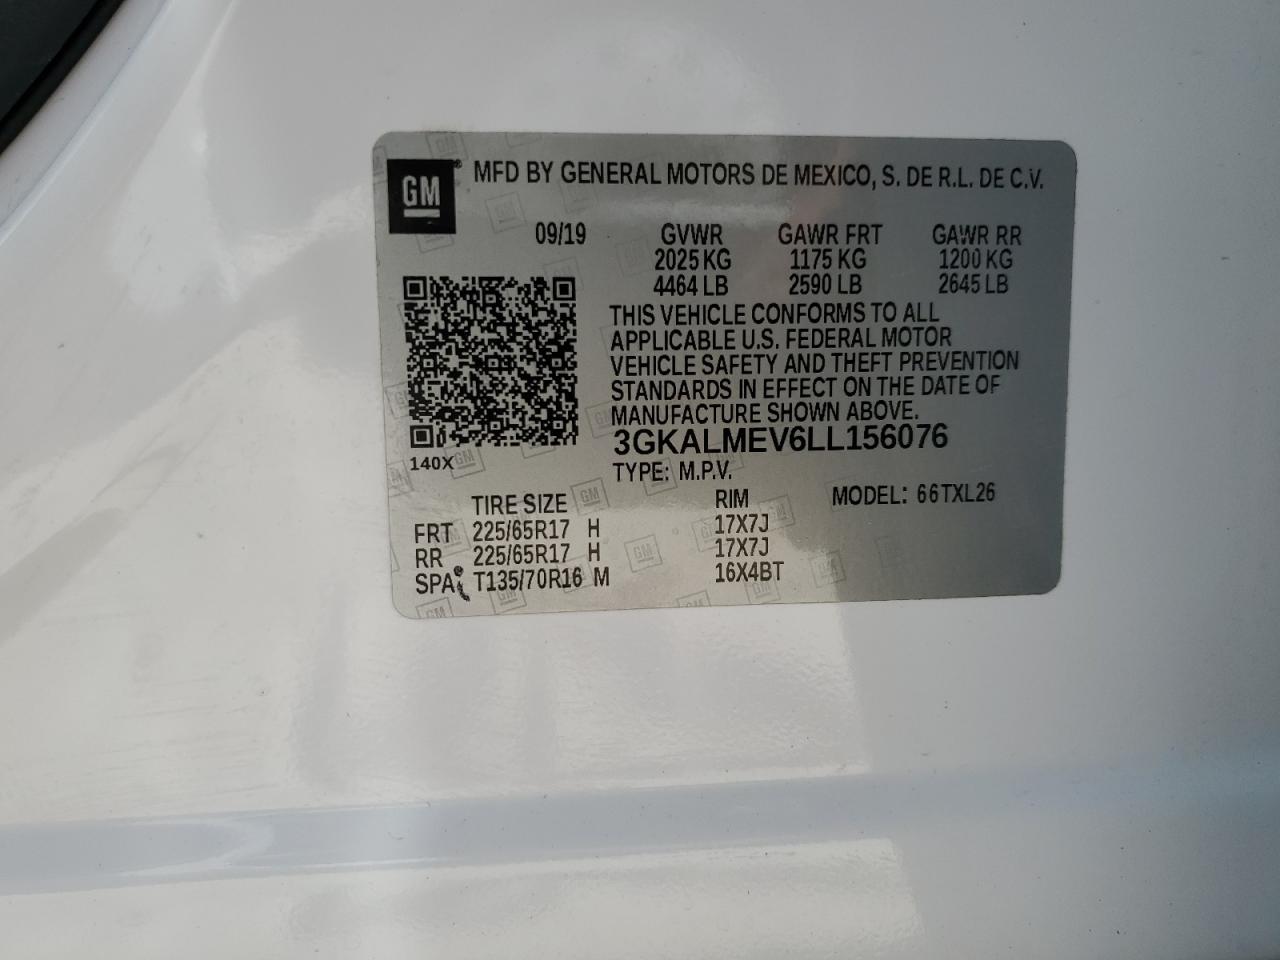 GM® MFD BY GENERAL MOTORS DE MEXICO, S. DE R.L. DE C.V.
09/19 GVWR GAWR FRT GAWR RR
2025 KG 1175 KG 1200 KG
4464 LB 2590 LB 2645 LB
THIS VEHICLE CONFORMS TO ALL
APPLICABLE U.S. FEDERAL MOTOR
VEHICLE SAFETY AND THEFT PREVENTION
STANDARDS IN EFFECT ON THE DATE OF
MANUFACTURE SHOWN ABOVE.
3GKALMEV6LL156076
140X
TYPE: M.P.V.
TIRE SIZE RIM MODEL: 66TXL26
FRT 225/65R17 H 17X7J
RR 225/65R17 H 17X7J
SPA T135/70R16 M 16X4BT